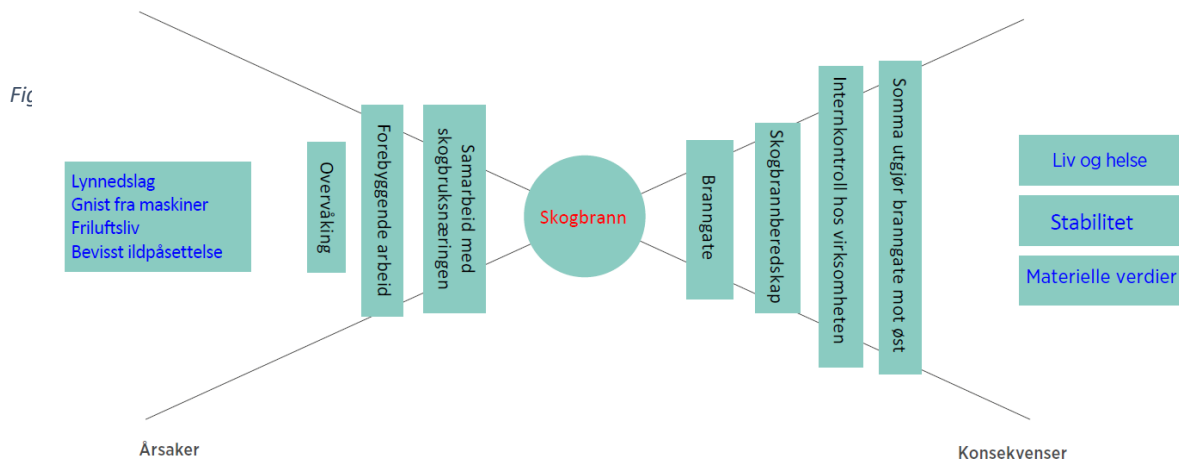 Fig
Lynnedslag
Gnist fra maskiner
Friluftsliv
Bevisst ildpåsettelse
Overvåking
Forebyggende arbeid
Samarbeid med
skogbruksnæringen
Skogbrann
Branngate
Skogbrannberedskap
Internkontroll hos virksomheten
Somma utgjør branngate mot øst
Liv og helse
Stabilitet
Materielle verdier
Årsaker
Konsekvenser